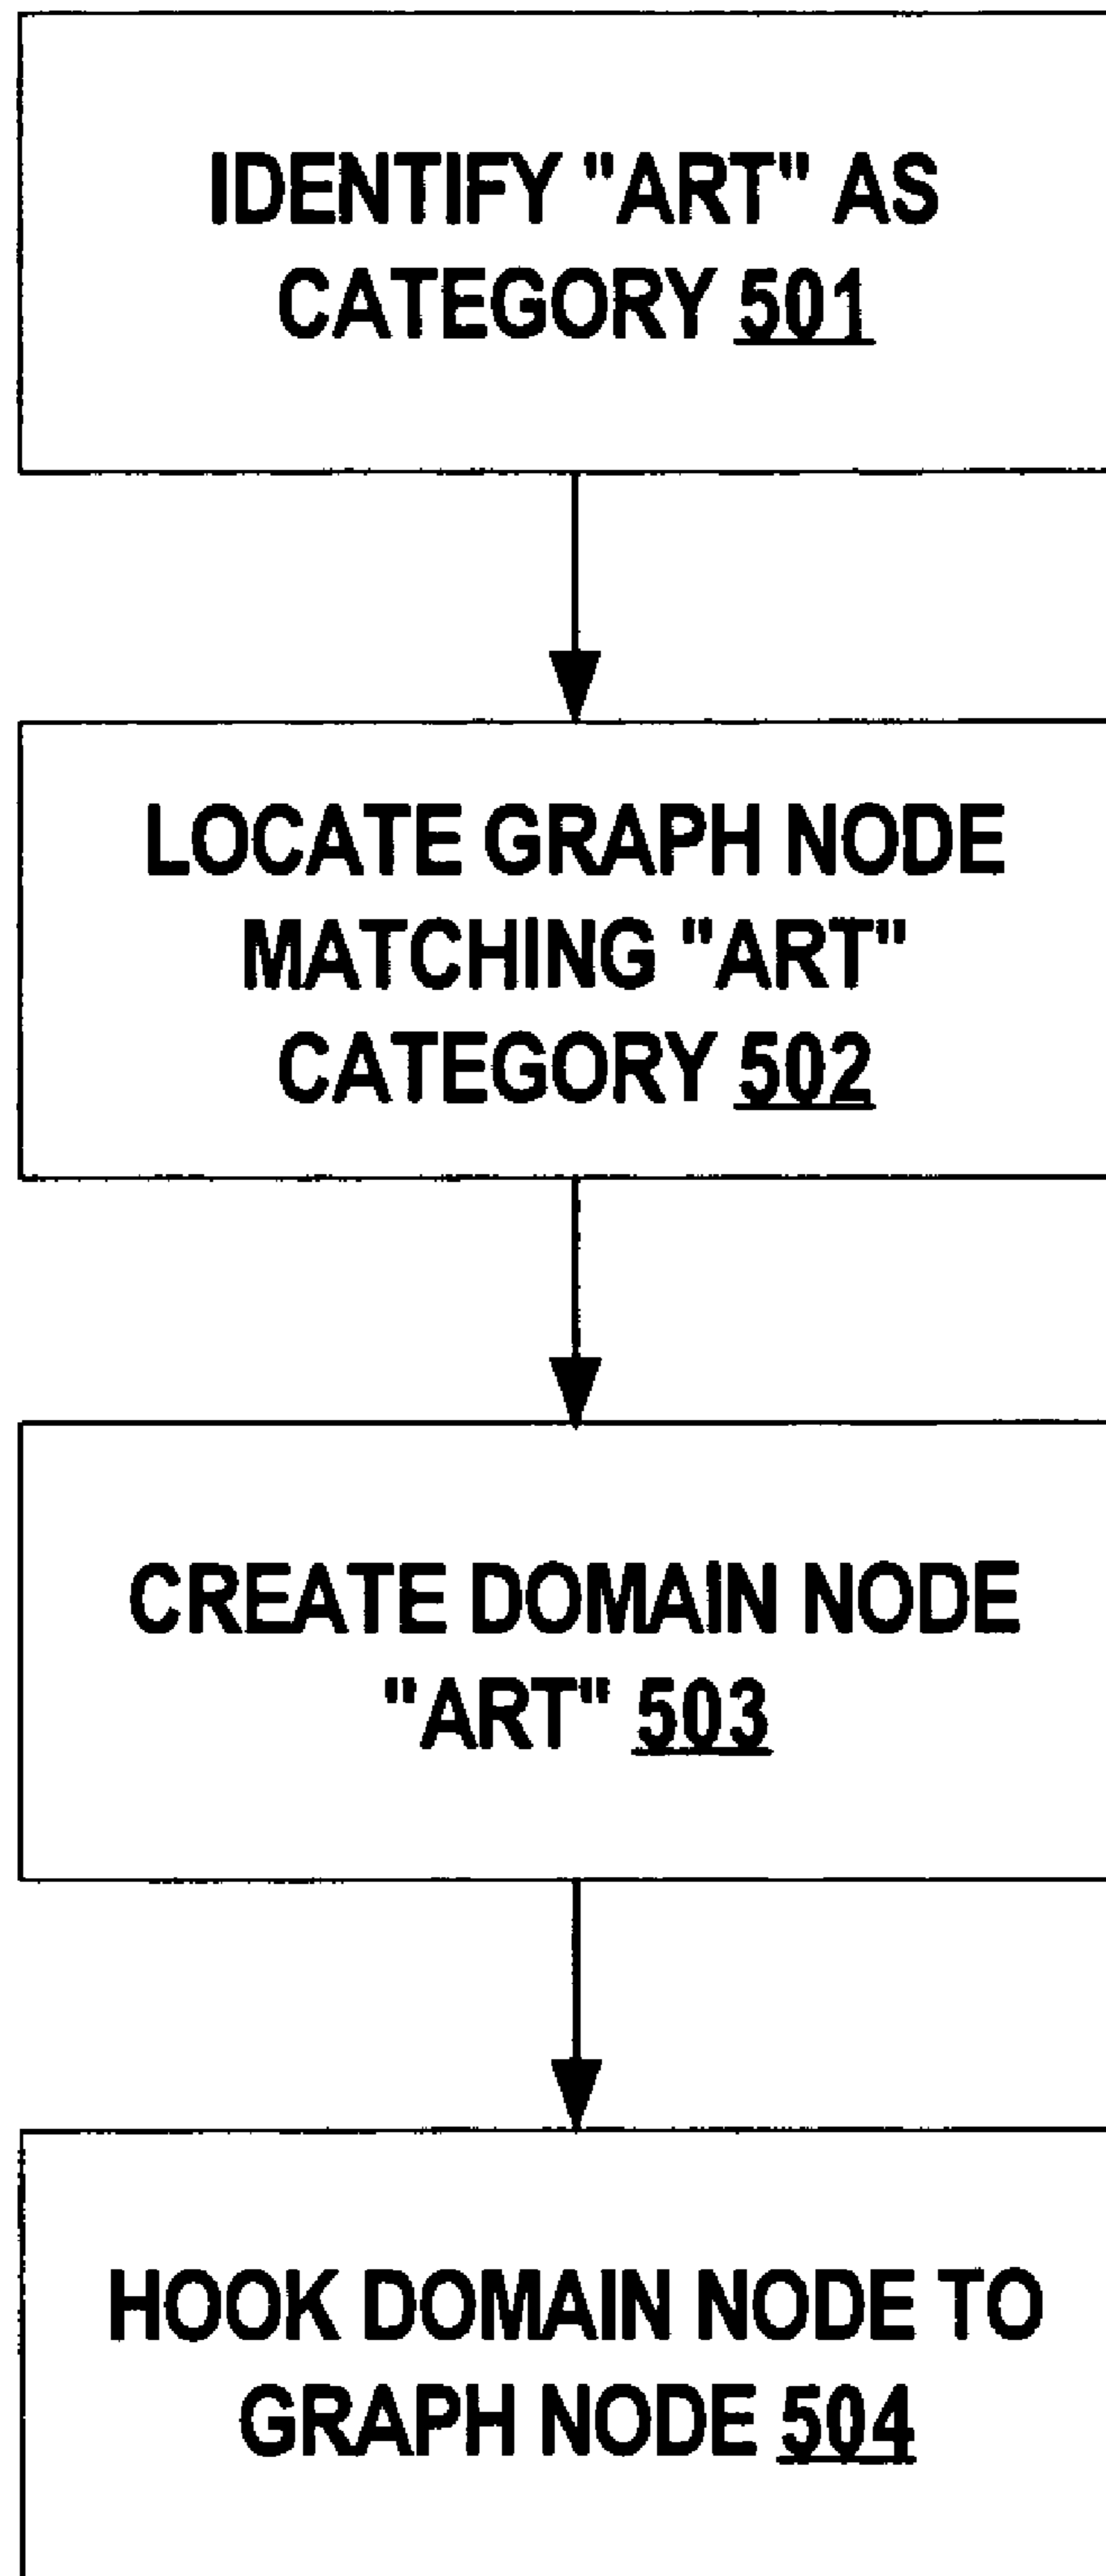 IDENTIFY "ART" AS
CATEGORY 501
LOCATE GRAPH NODE
MATCHING "ART"
CATEGORY 502
CREATE DOMAIN NODE
"ART" 503
HOOK DOMAIN NODE TO
GRAPH NODE 504